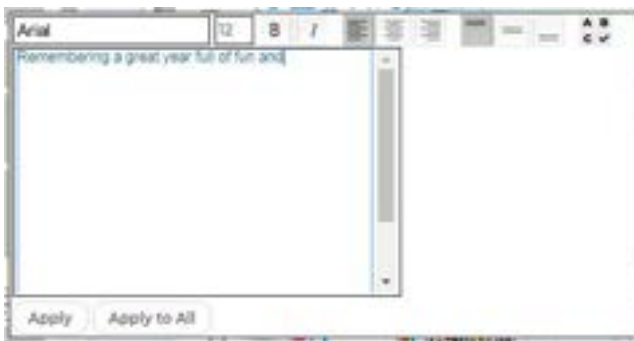 Arial 12 B I A B C
Remembering a great year full of fun and
Apply Apply to All